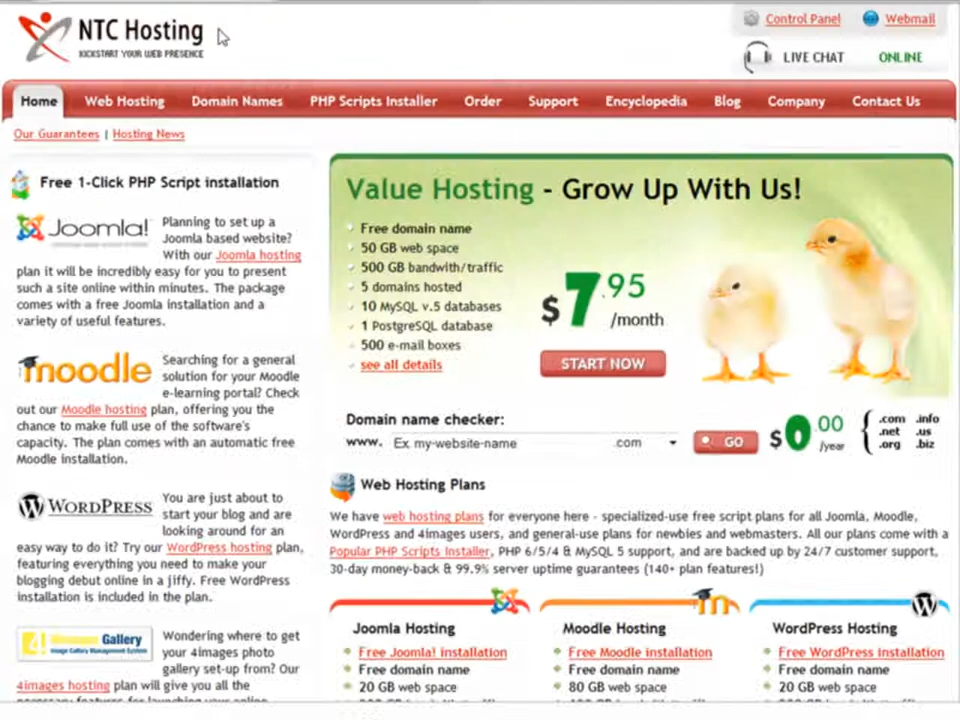 NTC Hosting
KICKSTART YOUR WEB PRESENCE
Control Panel
Webmail
LIVE CHAT ONLINE
Home Web Hosting Domain Names PHP Scripts Installer Order Support Encyclopedia Blog Company Contact Us
Our Guarantees | Hosting News
Free 1-Click PHP Script installation
Joomla!
Planning to set up a
Joomla based website?
With our Joomla hosting
plan it will be incredibly easy for you to present
such a site online within minutes. The package
comes with a free Joomla installation and a
variety of useful features.
moodle
Searching for a general
solution for your Moodle
e-learning portal? Check
out our Moodle hosting plan, offering you the
chance to make full use of the software's
capacity. The plan comes with an automatic free
Moodle installation.
WORDPRESS
You are just about to
start your blog and are
looking around for an
easy way to do it? Try our WordPress hosting plan,
featuring everything you need to make your
blogging debut online in a jiffy. Free WordPress
installation is included in the plan.
Gallery
Image Gallery Management System
Wondering where to get
your 4images photo
gallery set-up from? Our
4images hosting plan will give you all the
necessary features for launching your online
Value Hosting - Grow Up With Us!
Free domain name
50 GB web space
500 GB bandwith/traffic
5 domains hosted
10 MySQL v.5 databases
1 PostgreSQL database
500 e-mail boxes
see all details
$7.95
/month
START NOW
Domain name checker:
www. Ex. my-website-name .com GO
$0.00
/year
.com .info
.net .us
.org .biz
Web Hosting Plans
We have web hosting plans for everyone here - specialized-use free script plans for all Joomla, Moodle,
WordPress and 4images users, and general-use plans for newbies and webmasters. All our plans come with a
Popular PHP Scripts Installer, PHP 6/5/4 & MySQL 5 support, and are backed up by 24/7 customer support,
30-day money-back & 99.9% server uptime guarantees (140+ plan features!)
Joomla Hosting
Free Joomla! installation
Free domain name
20 GB web space
Moodle Hosting
Free Moodle installation
Free domain name
80 GB web space
WordPress Hosting
Free WordPress installation
Free domain name
20 GB web space